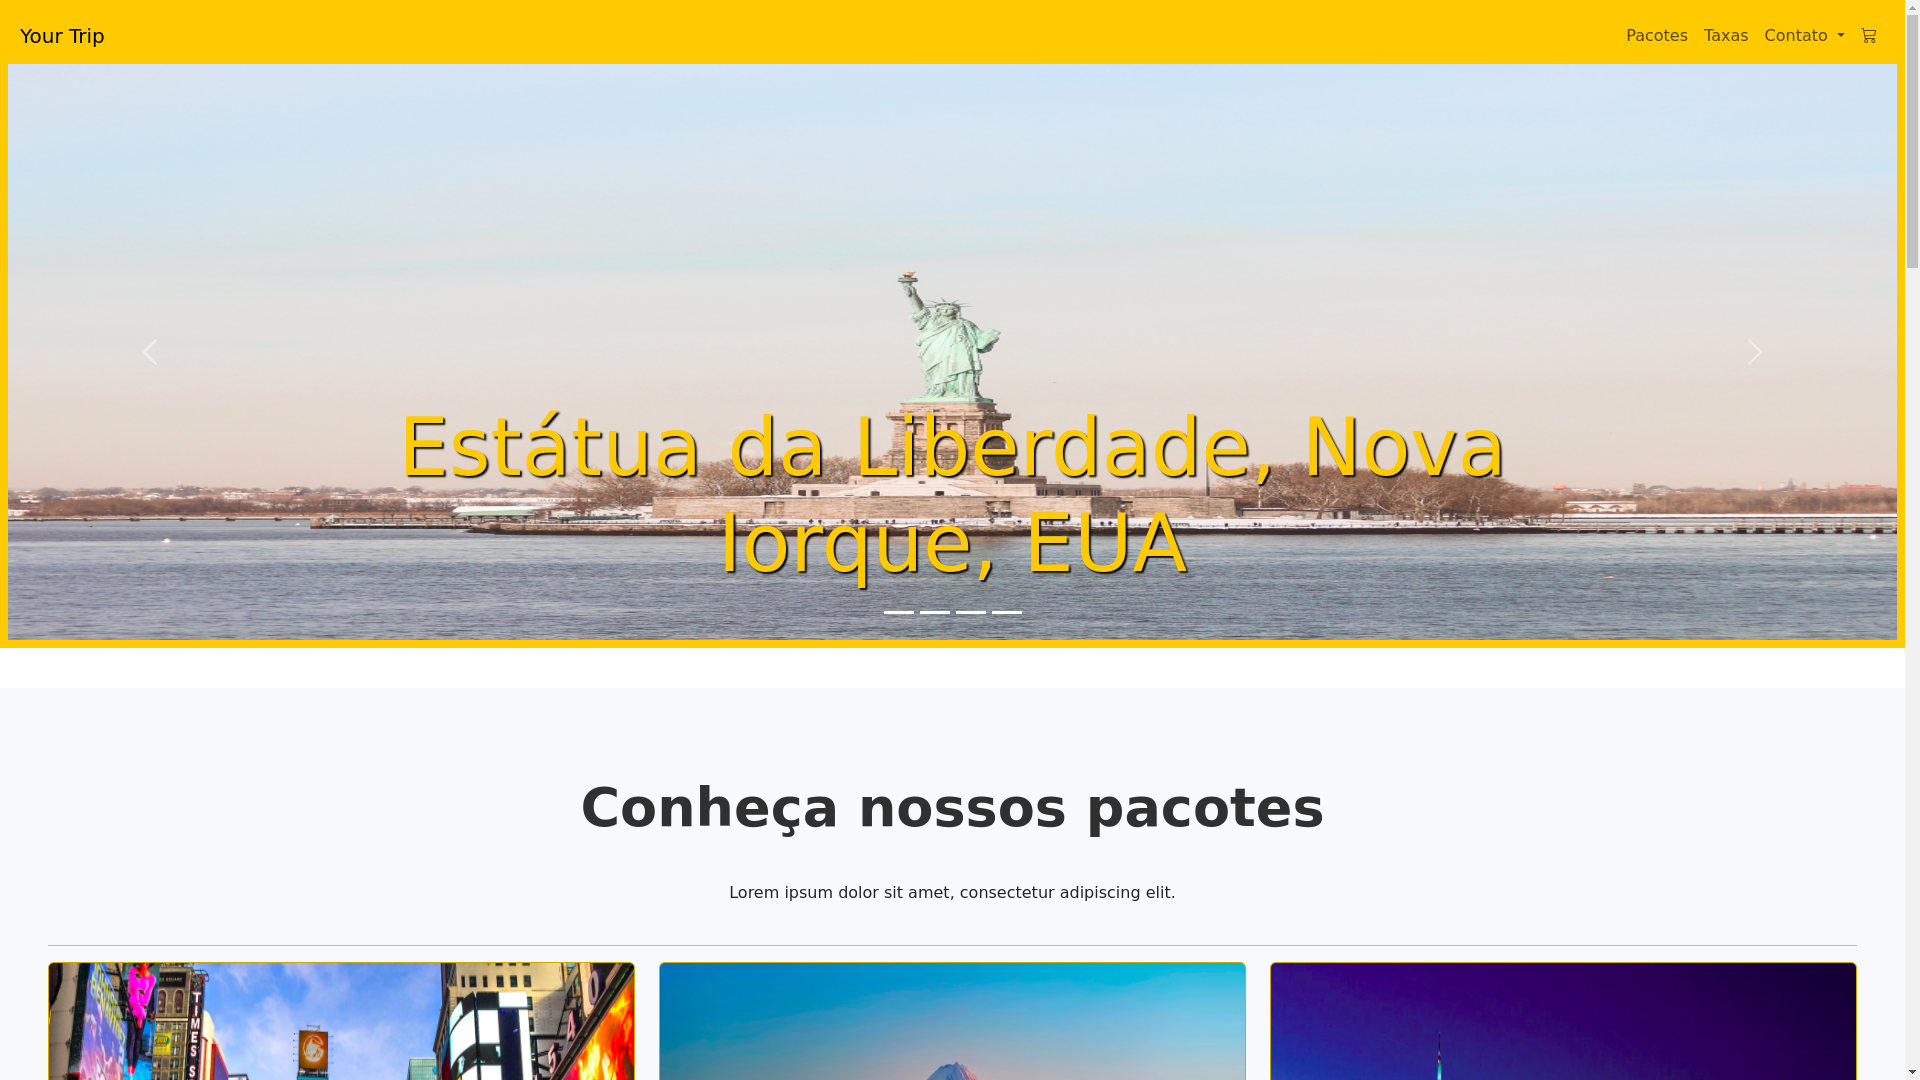 Your Trip
Pacotes
Taxas
Contato
Estátua da Liberdade, Nova
Iorque, EUA
Conheça nossos pacotes
Lorem ipsum dolor sit amet, consectetur adipiscing elit.
TIMES S